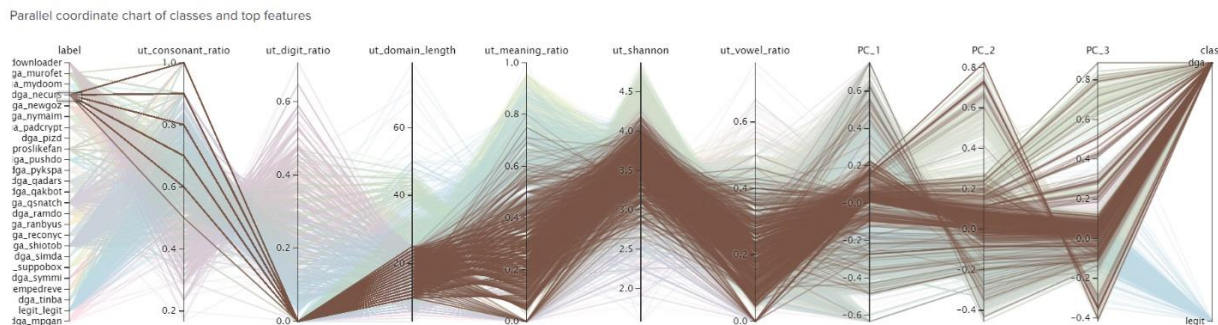 Parallel coordinate chart of classes and top features
label ut_consonant_ratio ut_digit_ratio ut_domain_length ut_meaning_ratio ut_shannon ut_vowel_ratio PC_1 PC_2 PC_3 clas
downloader
ga_murofet
a_mydoom
dga_necurs
ga_newgoz
ga_nymaim
a_padcrypt
dga_pizd
proslikefan
ga_pushdo
ga_pykspa
ga_qadars
ga_qakbot
ga_qsnatch
dga_ramdo
ga_ranbyus
ga_reconyc
ga_shiotob
dga_simda
_suppobox
dga_symmi
empedreve
dga_tinba
legit_legit
dga_mpgan
1.0
0.8
0.6
0.4
0.2
0.6
0.4
0.2
0.0
60
40
20
1.0
0.8
0.6
0.4
0.2
0.0
4.5
4.0
3.5
3.0
2.5
2.0
0.6
0.4
0.2
0.0
0.6
0.4
0.2
-0.0
-0.2
-0.4
-0.6
0.8
0.6
0.4
0.2
-0.0
-0.2
-0.4
0.8
0.6
0.4
0.2
0.0
-0.2
-0.4
dga
legit